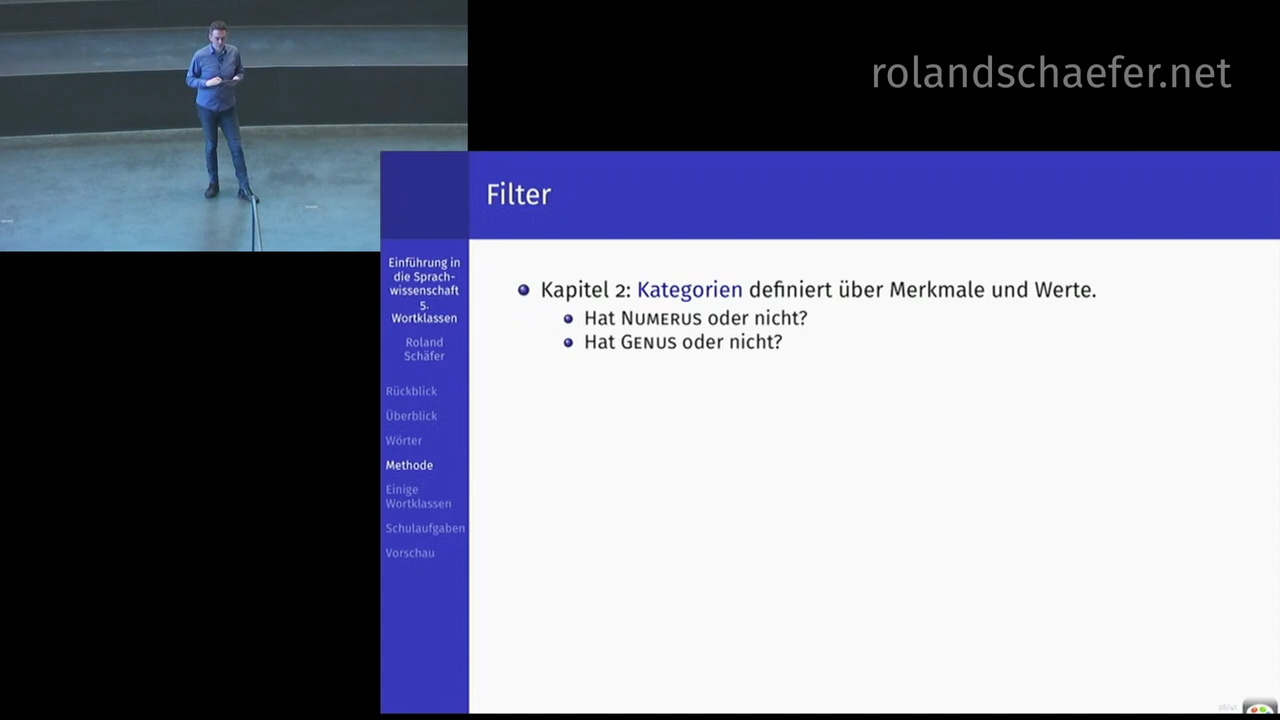 rolandschaefer.net
Filter
Einführung in
die Sprach-
wissenschaft
5.
Wortklassen
Roland
Schäfer
Rückblick
Überblick
Wörter
Methode
Einige
Wortklassen
Schulaufgaben
Vorschau
Kapitel 2: Kategorien definiert über Merkmale und Werte.
Hat NUMERUS oder nicht?
Hat GENUS oder nicht?